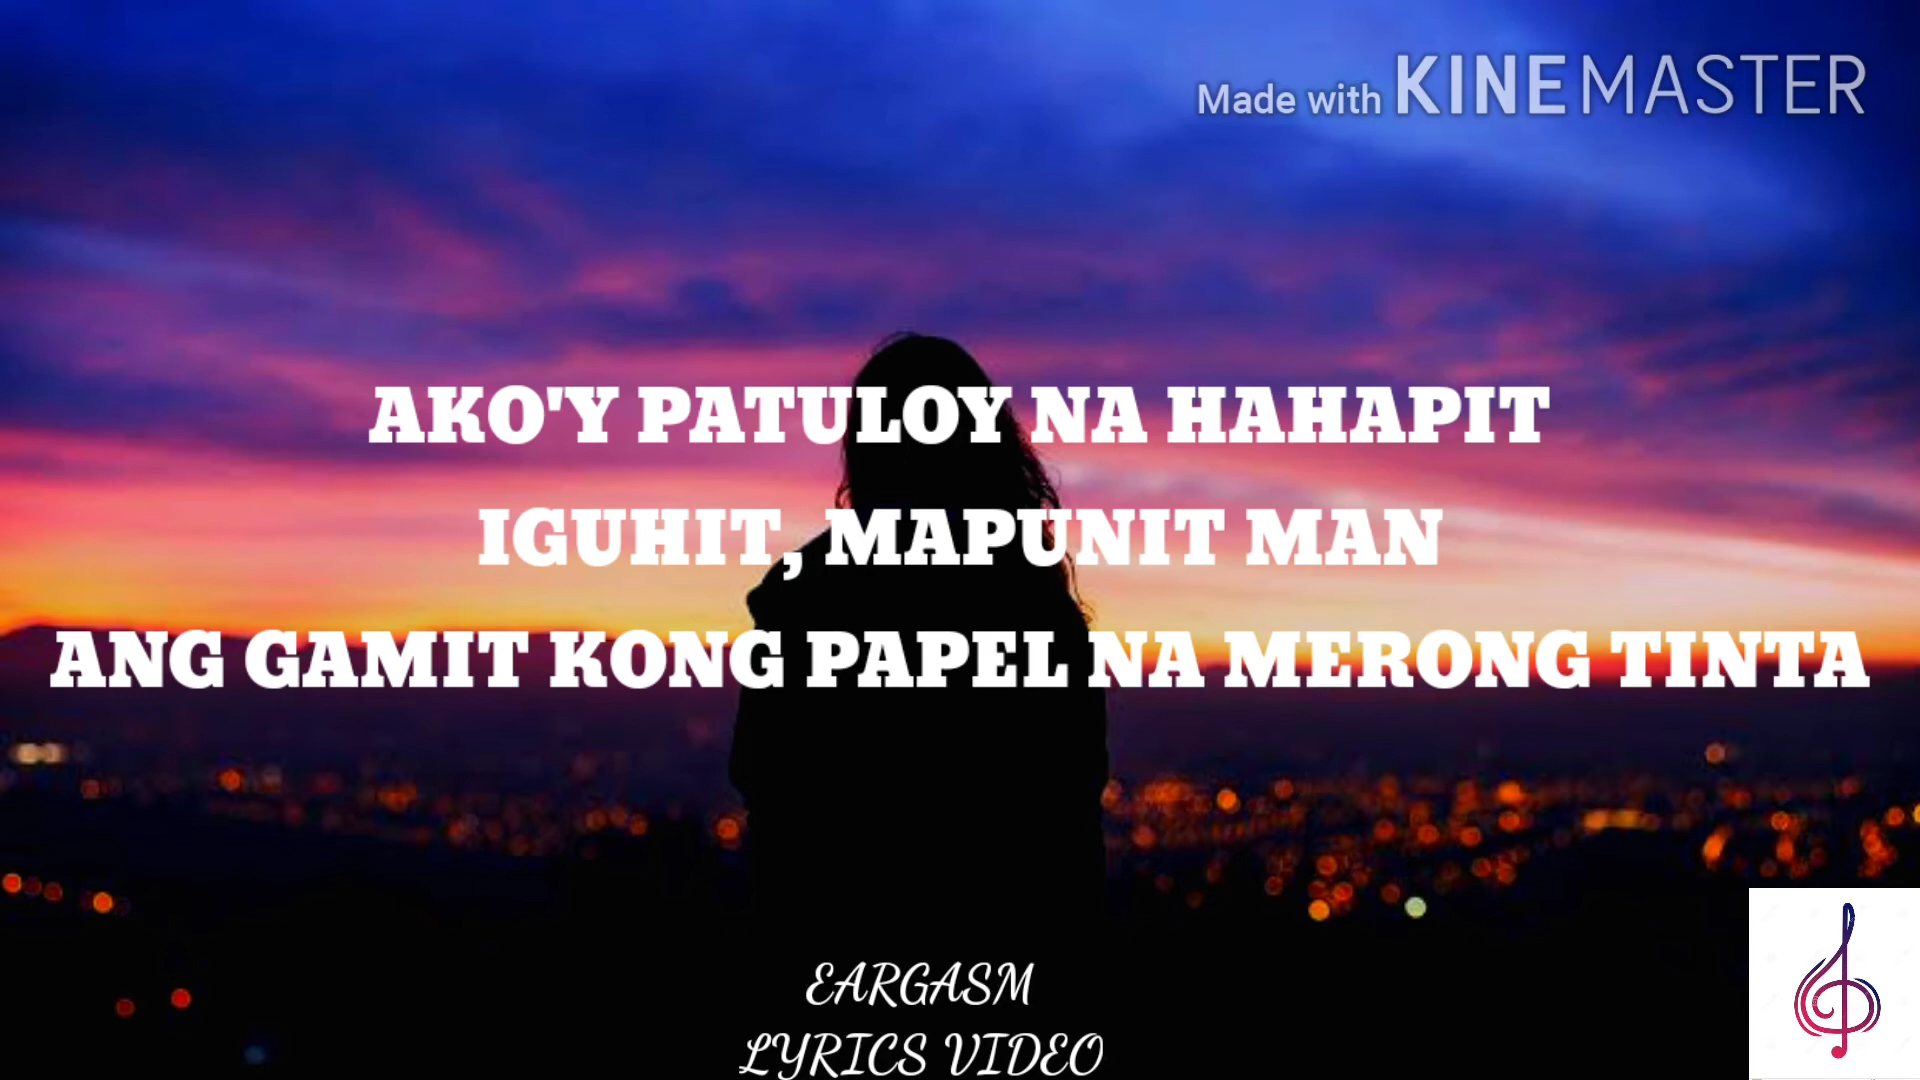 Made with KINEMASTER
AKO'Y PATULOY NA HAHAPIT
IGUHIT, MAPUNIT MAN
ANG GAMIT KONG PAPEL NA MERONG TINTA
EARGASM
LYRICS VIDEO